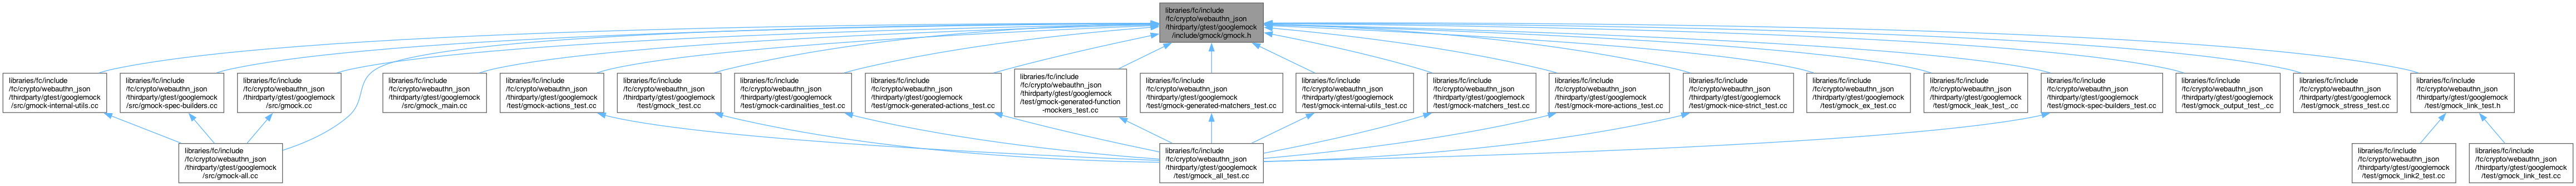 libraries/fc/include
/fc/crypto/webauthn_json
/thirdparty/gtest/googlemock
/include/gmock/gmock.h
libraries/fc/include
/fc/crypto/webauthn_json
/thirdparty/gtest/googlemock
/src/gmock-internal-utils.cc
libraries/fc/include
/fc/crypto/webauthn_json
/thirdparty/gtest/googlemock
/src/gmock-spec-builders.cc
libraries/fc/include
/fc/crypto/webauthn_json
/thirdparty/gtest/googlemock
/src/gmock.cc
libraries/fc/include
/fc/crypto/webauthn_json
/thirdparty/gtest/googlemock
/src/gmock_main.cc
libraries/fc/include
/fc/crypto/webauthn_json
/thirdparty/gtest/googlemock
/test/gmock-actions_test.cc
libraries/fc/include
/fc/crypto/webauthn_json
/thirdparty/gtest/googlemock
/test/gmock_test.cc
libraries/fc/include
/fc/crypto/webauthn_json
/thirdparty/gtest/googlemock
/test/gmock-cardinalities_test.cc
libraries/fc/include
/fc/crypto/webauthn_json
/thirdparty/gtest/googlemock
/test/gmock-generated-actions_test.cc
libraries/fc/include
/fc/crypto/webauthn_json
/thirdparty/gtest/googlemock
/test/gmock-generated-function
-mockers_test.cc
libraries/fc/include
/fc/crypto/webauthn_json
/thirdparty/gtest/googlemock
/test/gmock-generated-matchers_test.cc
libraries/fc/include
/fc/crypto/webauthn_json
/thirdparty/gtest/googlemock
/test/gmock-internal-utils_test.cc
libraries/fc/include
/fc/crypto/webauthn_json
/thirdparty/gtest/googlemock
/test/gmock-matchers_test.cc
libraries/fc/include
/fc/crypto/webauthn_json
/thirdparty/gtest/googlemock
/test/gmock-more-actions_test.cc
libraries/fc/include
/fc/crypto/webauthn_json
/thirdparty/gtest/googlemock
/test/gmock-nice-strict_test.cc
libraries/fc/include
/fc/crypto/webauthn_json
/thirdparty/gtest/googlemock
/test/gmock_ex_test.cc
libraries/fc/include
/fc/crypto/webauthn_json
/thirdparty/gtest/googlemock
/test/gmock_leak_test_.cc
libraries/fc/include
/fc/crypto/webauthn_json
/thirdparty/gtest/googlemock
/test/gmock-spec-builders_test.cc
libraries/fc/include
/fc/crypto/webauthn_json
/thirdparty/gtest/googlemock
/test/gmock_output_test_.cc
libraries/fc/include
/fc/crypto/webauthn_json
/thirdparty/gtest/googlemock
/test/gmock_stress_test.cc
libraries/fc/include
/fc/crypto/webauthn_json
/thirdparty/gtest/googlemock
/test/gmock_link_test.h
libraries/fc/include
/fc/crypto/webauthn_json
/thirdparty/gtest/googlemock
/src/gmock-all.cc
libraries/fc/include
/fc/crypto/webauthn_json
/thirdparty/gtest/googlemock
/test/gmock_all_test.cc
libraries/fc/include
/fc/crypto/webauthn_json
/thirdparty/gtest/googlemock
/test/gmock_link2_test.cc
libraries/fc/include
/fc/crypto/webauthn_json
/thirdparty/gtest/googlemock
/test/gmock_link_test.cc